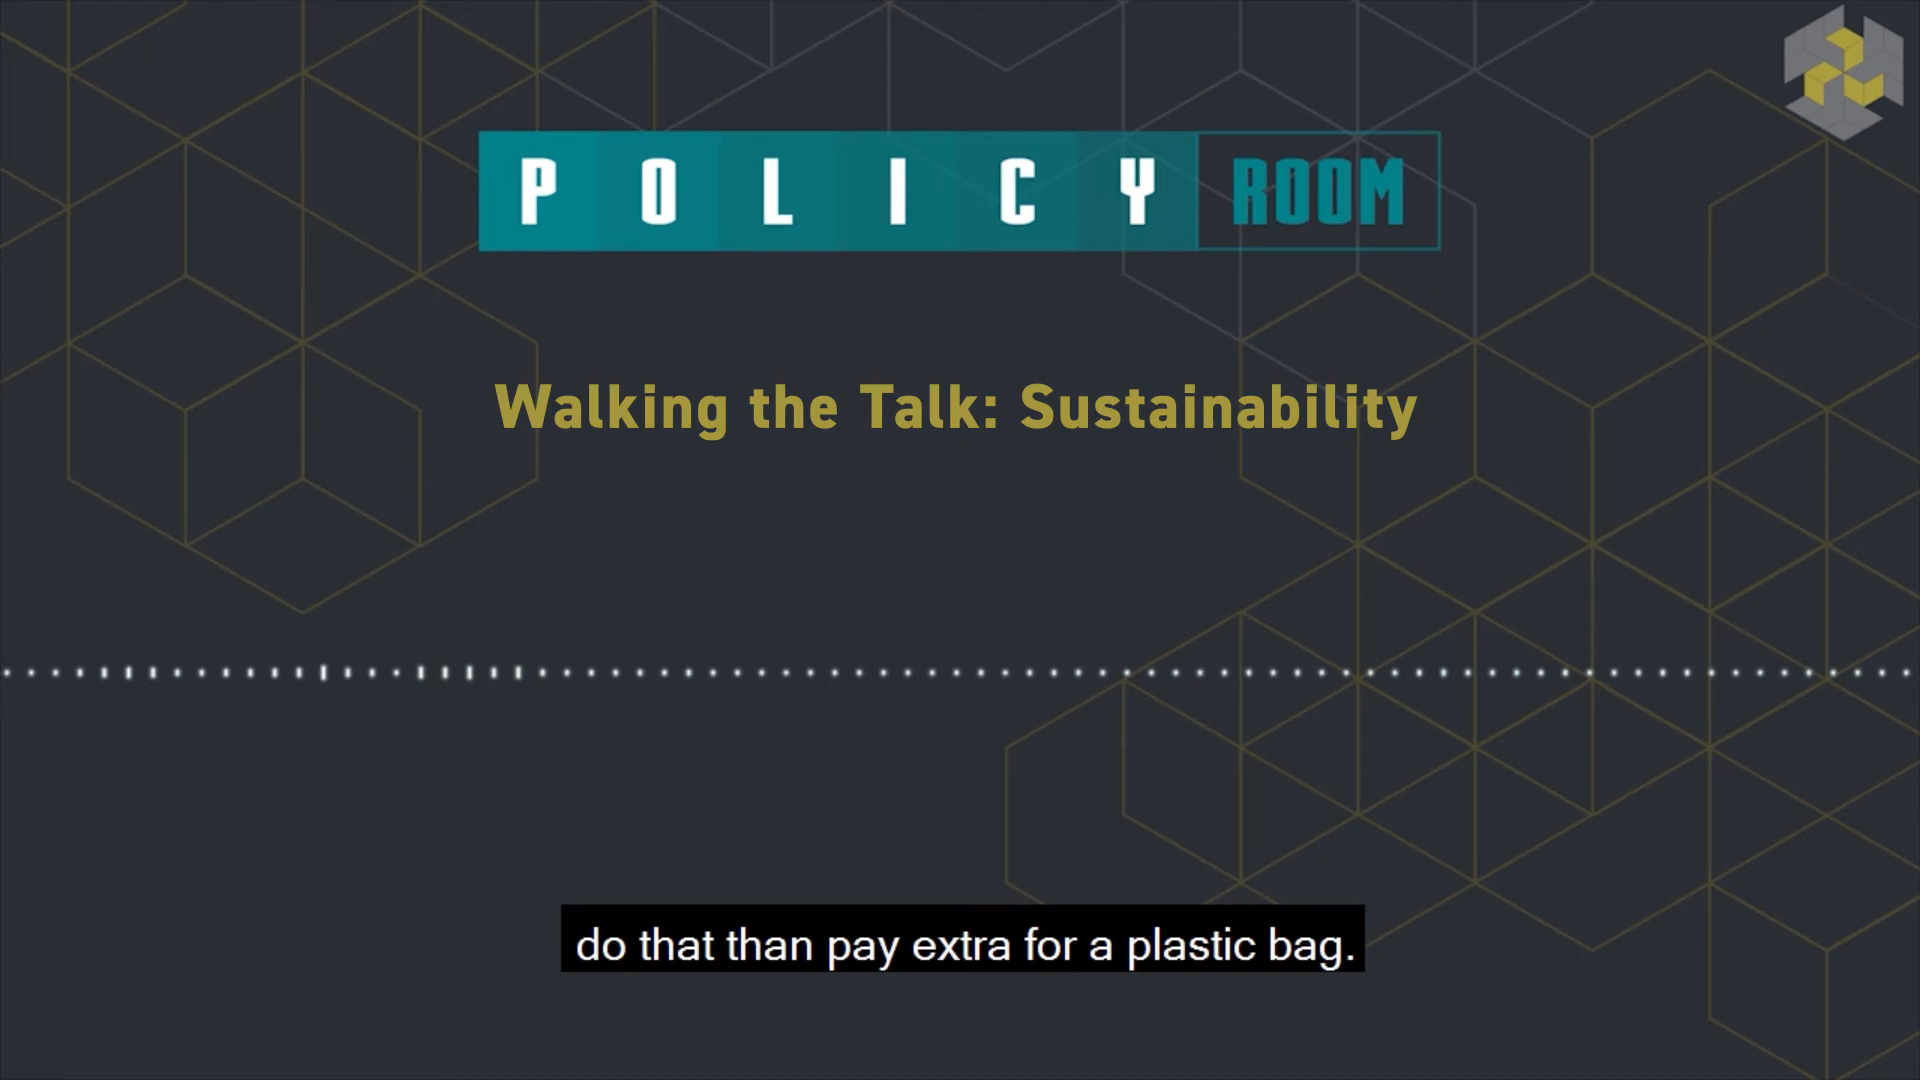 POLICY ROOM
Walking the Talk: Sustainability
do that than pay extra for a plastic bag.